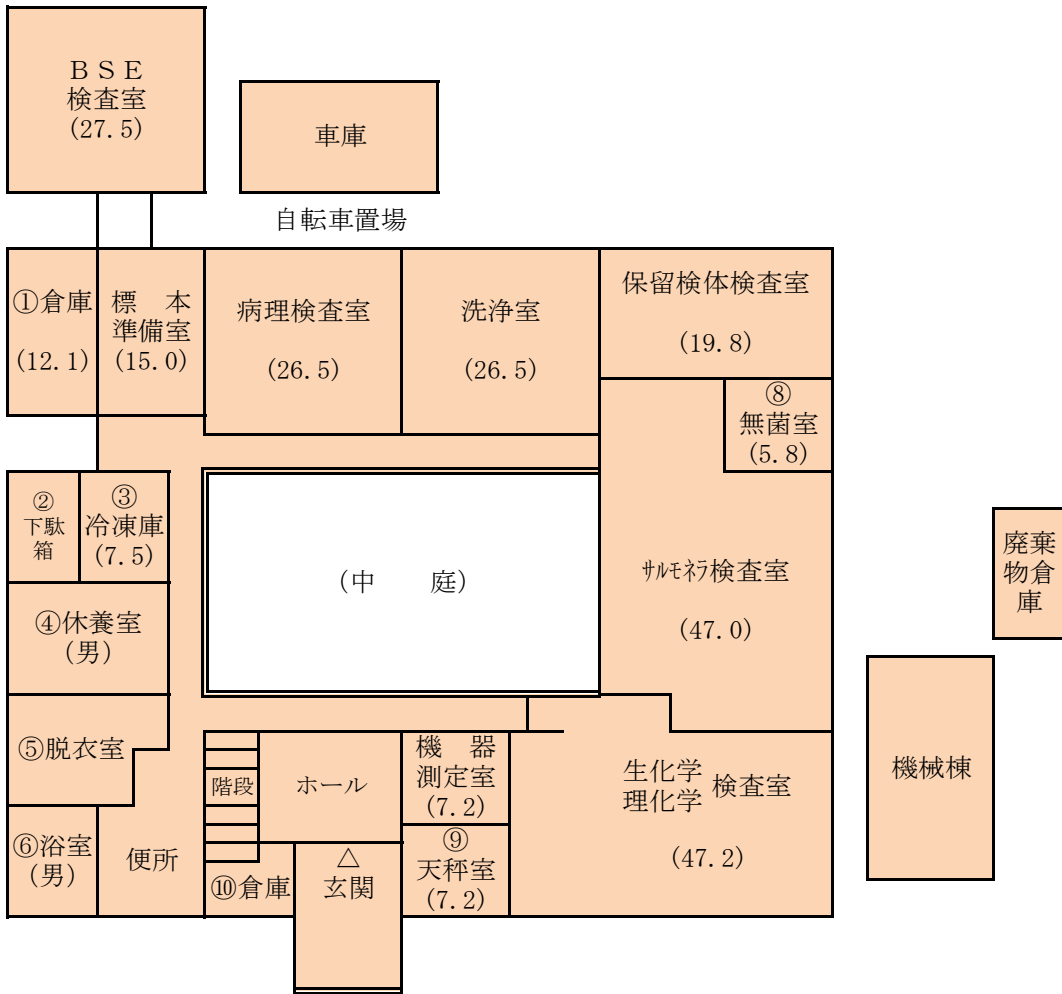 ＢＳＥ
検査室
(27.5)
車庫
自転車置場
①倉庫
(12.1)
標　本
準備室
(15.0)
病理検査室
(26.5)
洗浄室
(26.5)
保留検体検査室
(19.8)
⑧
無菌室
(5.8)
②
下駄
箱
③
冷凍庫
(7.5)
(中　　庭)
ｻﾙﾓﾈﾗ検査室
(47.0)
廃棄
物倉
庫
④休養室
(男)
⑤脱衣室
階段
ホール
機　器
測定室
(7.2)
生化学
理化学
検査室
(47.2)
機械棟
⑥浴室
(男)
便所
⑩倉庫
△
玄関
⑨
天秤室
(7.2)